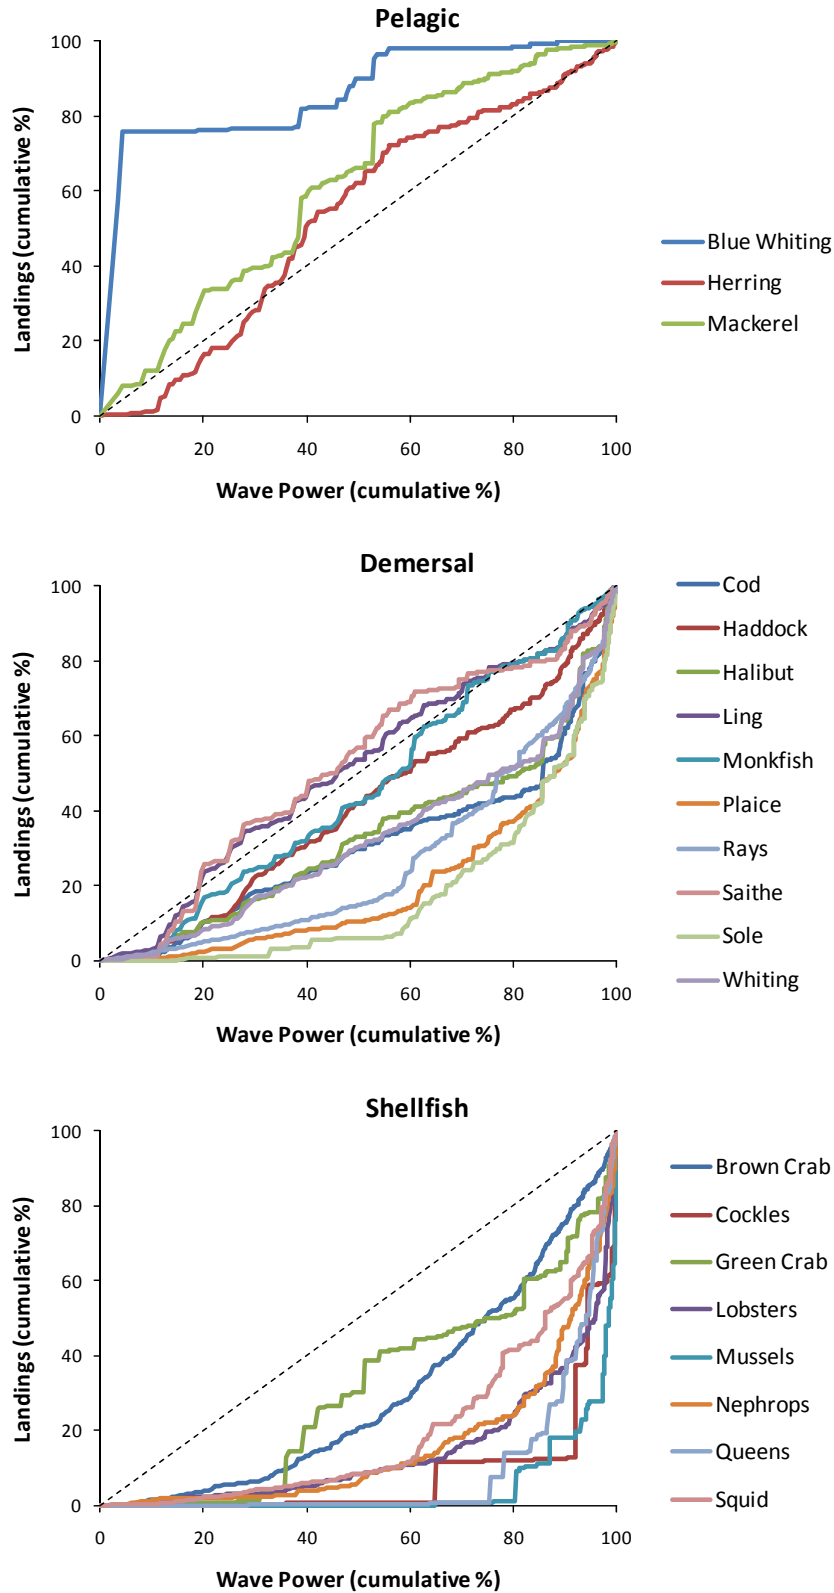 Pelagic
100
80
60
40
20
0
Landings (cumulative %)
0 20 40 60 80 100
Wave Power (cumulative %)
Blue Whiting
Herring
Mackerel
Demersal
100
80
60
40
20
0
Landings (cumulative %)
0 20 40 60 80 100
Wave Power (cumulative %)
Cod
Haddock
Halibut
Ling
Monkfish
Plaice
Rays
Saithe
Sole
Whiting
Shellfish
100
80
60
40
20
0
Landings (cumulative %)
0 20 40 60 80 100
Wave Power (cumulative %)
Brown Crab
Cockles
Green Crab
Lobsters
Mussels
Nephrops
Queens
Squid